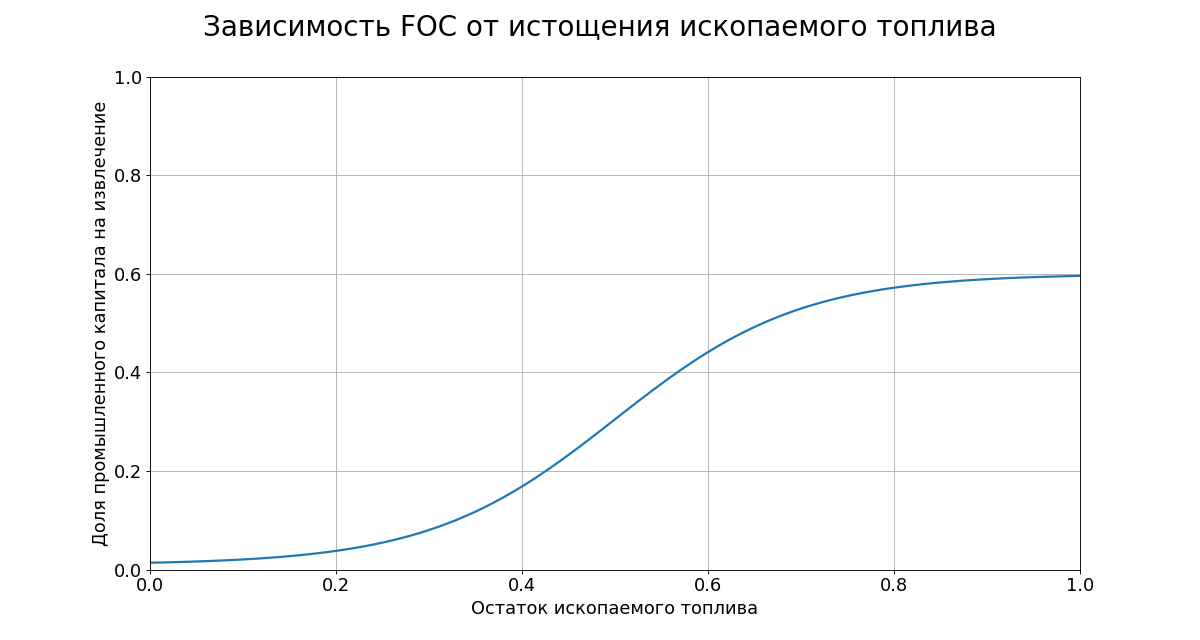 Зависимость FOC от истощения ископаемого топлива
Доля промышленного капитала на извлечение
1.0
0.8
0.6
0.4
0.2
0.0
0.0 0.2 0.4 0.6 0.8 1.0
Остаток ископаемого топлива